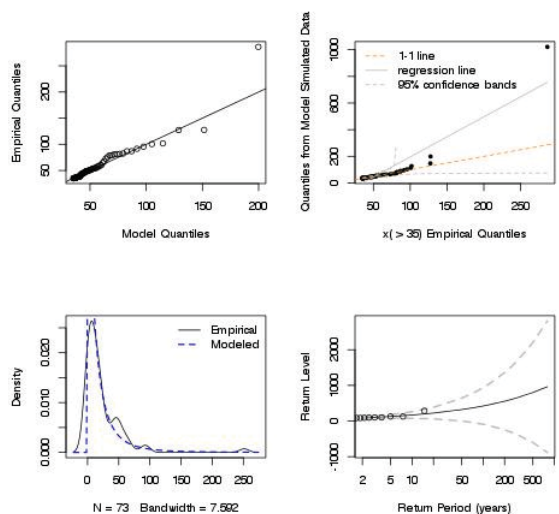 Empirical Quantiles
50
150
250
50
100
150
200
Model Quantiles
Quantiles from Model Simulated Data
0
200
600
1000
1-1 line
regression line
95% confidence bands
50
100
150
200
250
x( > 35) Empirical Quantiles
Density
0.000
0.010
0.020
Empirical
Modeled
0
50
100
150
200
250
N = 73 Bandwidth = 7.592
Return Level
-1000
0
1000
2000
2
5
10
50
100
200
500
Return Period (years)